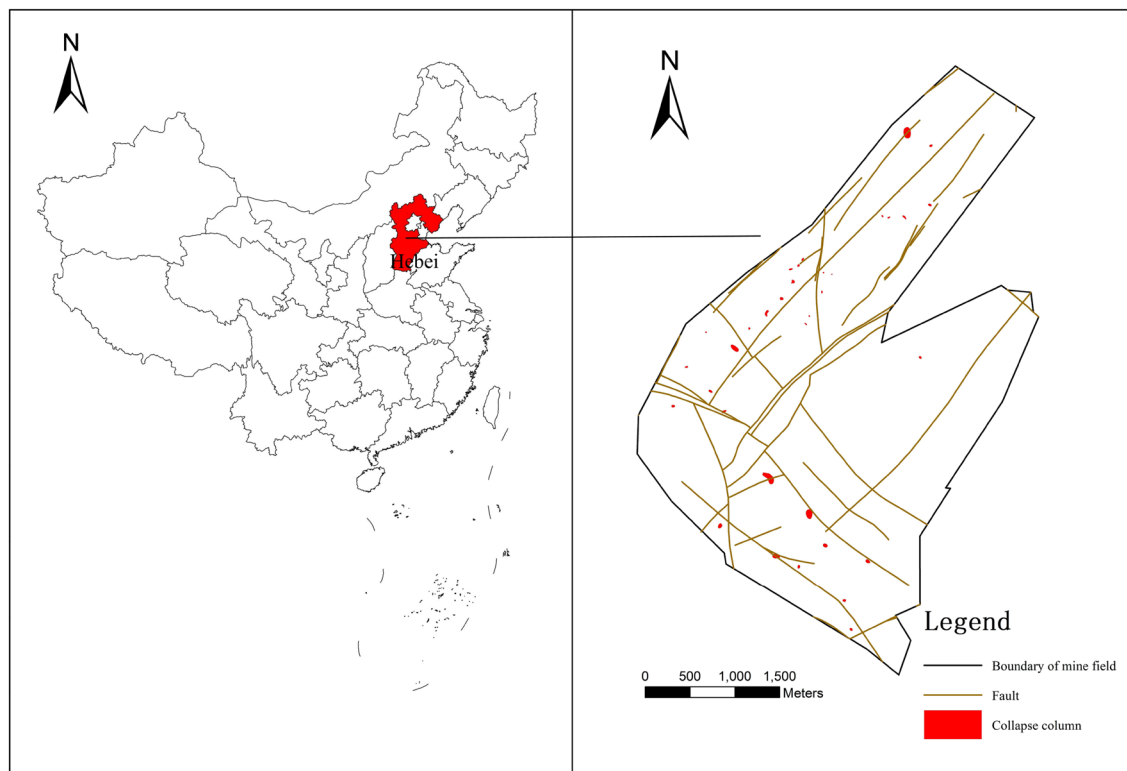 N
Hebei
N
Legend
Boundary of mine field
Fault
Collapse column
0 500 1,000 1,500
Meters